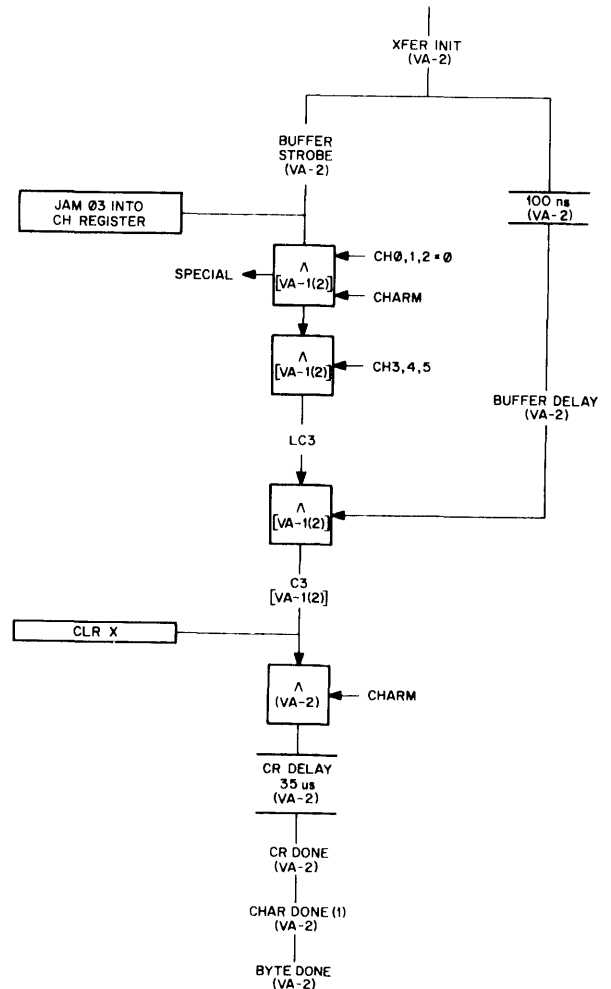 XFER INIT
(VA-2)
BUFFER
STROBE
(VA-2)
JAM Ø3 INTO
CH REGISTER
100 ns
(VA-2)
CHØ,1,2=Ø
SPECIAL
Λ
[VA-1(2)]
CHARM
Λ
[VA-1(2)]
CH3,4,5
BUFFER DELAY
(VA-2)
LC3
Λ
[VA-1(2)]
C3
[VA-1(2)]
CLR X
Λ
(VA-2)
CHARM
CR DELAY
35 us
(VA-2)
CR DONE
(VA-2)
CHAR DONE (1)
(VA-2)
BYTE DONE
(VA-2)